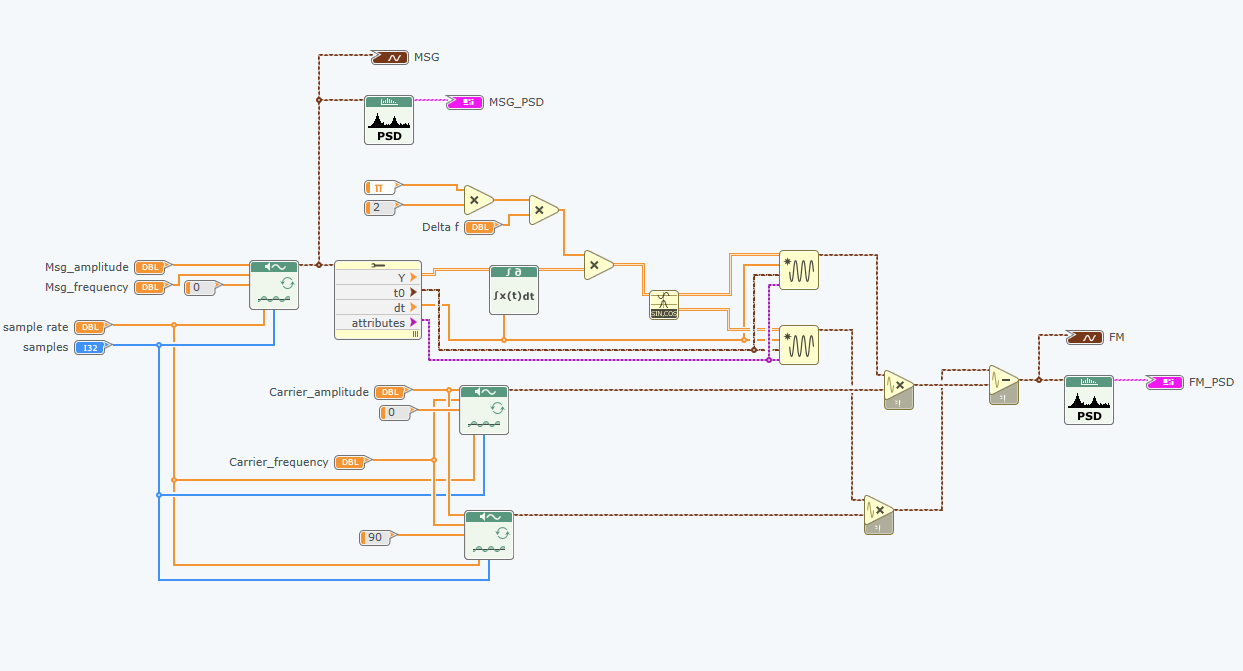 MSG
MSG_PSD
PSD
π
2
×
×
Delta f
DBL
×
Msg_amplitude
DBL
Msg_frequency
DBL
0
Y
t0
dt
attributes
∫ ∂
∫x(t)dt
SIN,COS
sample rate
DBL
samples
I32
FM
Carrier_amplitude
DBL
0
×
−
FM_PSD
PSD
Carrier_frequency
DBL
×
90